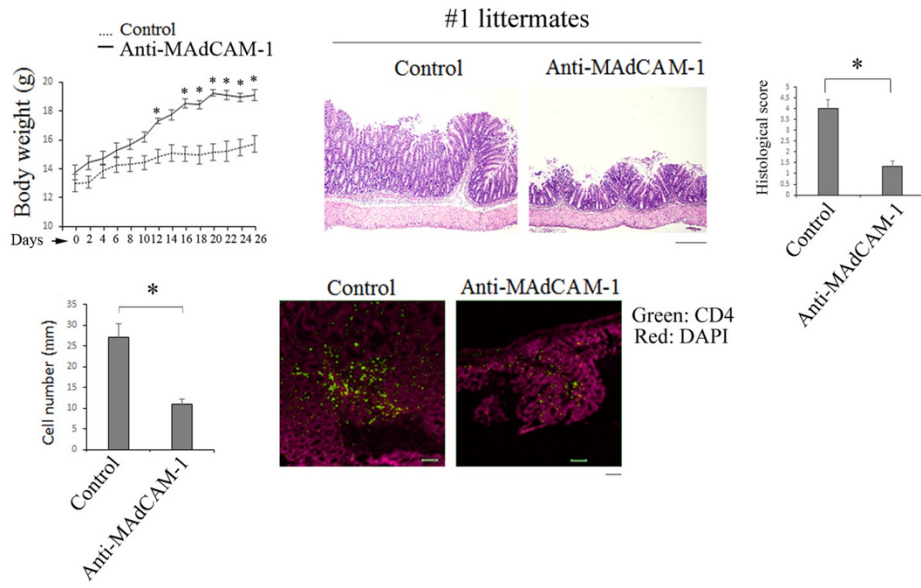 Control
Anti-MAdCAM-1
Body weight (g)
20
18
16
14
12
* * * * * * *
Days
0 2 4 6 8 10 12 14 16 18 20 22 24 26
#1 littermates
Control
Anti-MAdCAM-1
*
Histological score
5
4.5
4
3.5
3
2.5
2
1.5
1
0.5
0
Control
Anti-MAdCAM-1
*
Cell number (mm)
35
30
25
20
15
10
5
0
Control
Anti-MAdCAM-1
Control
Anti-MAdCAM-1
Green: CD4
Red: DAPI